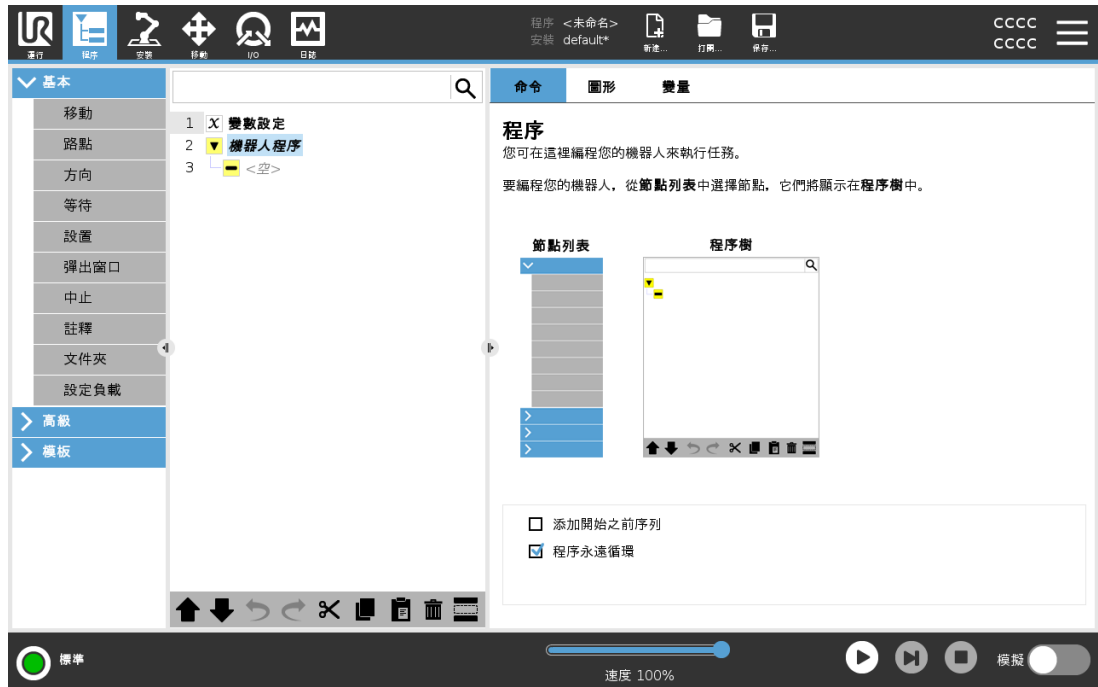 UR
運行
程序
安裝
移動
I/O
日誌
程序 <未命名>
安裝 default*
新建...
打開...
保存...
CCCC
CCCC
基本
移動
路點
方向
等待
設置
彈出窗口
中止
註釋
文件夾
設定負載
高級
模板
1 X 變數設定
2 機器人程序
3 <空>
命令 圖形 變量
程序
您可在這裡編程您的機器人來執行任務。
要編程您的機器人，從節點列表中選擇節點，它們將顯示在程序樹中。
節點列表
程序樹
添加開始之前序列
程序永遠循環
標準
速度 100%
模擬